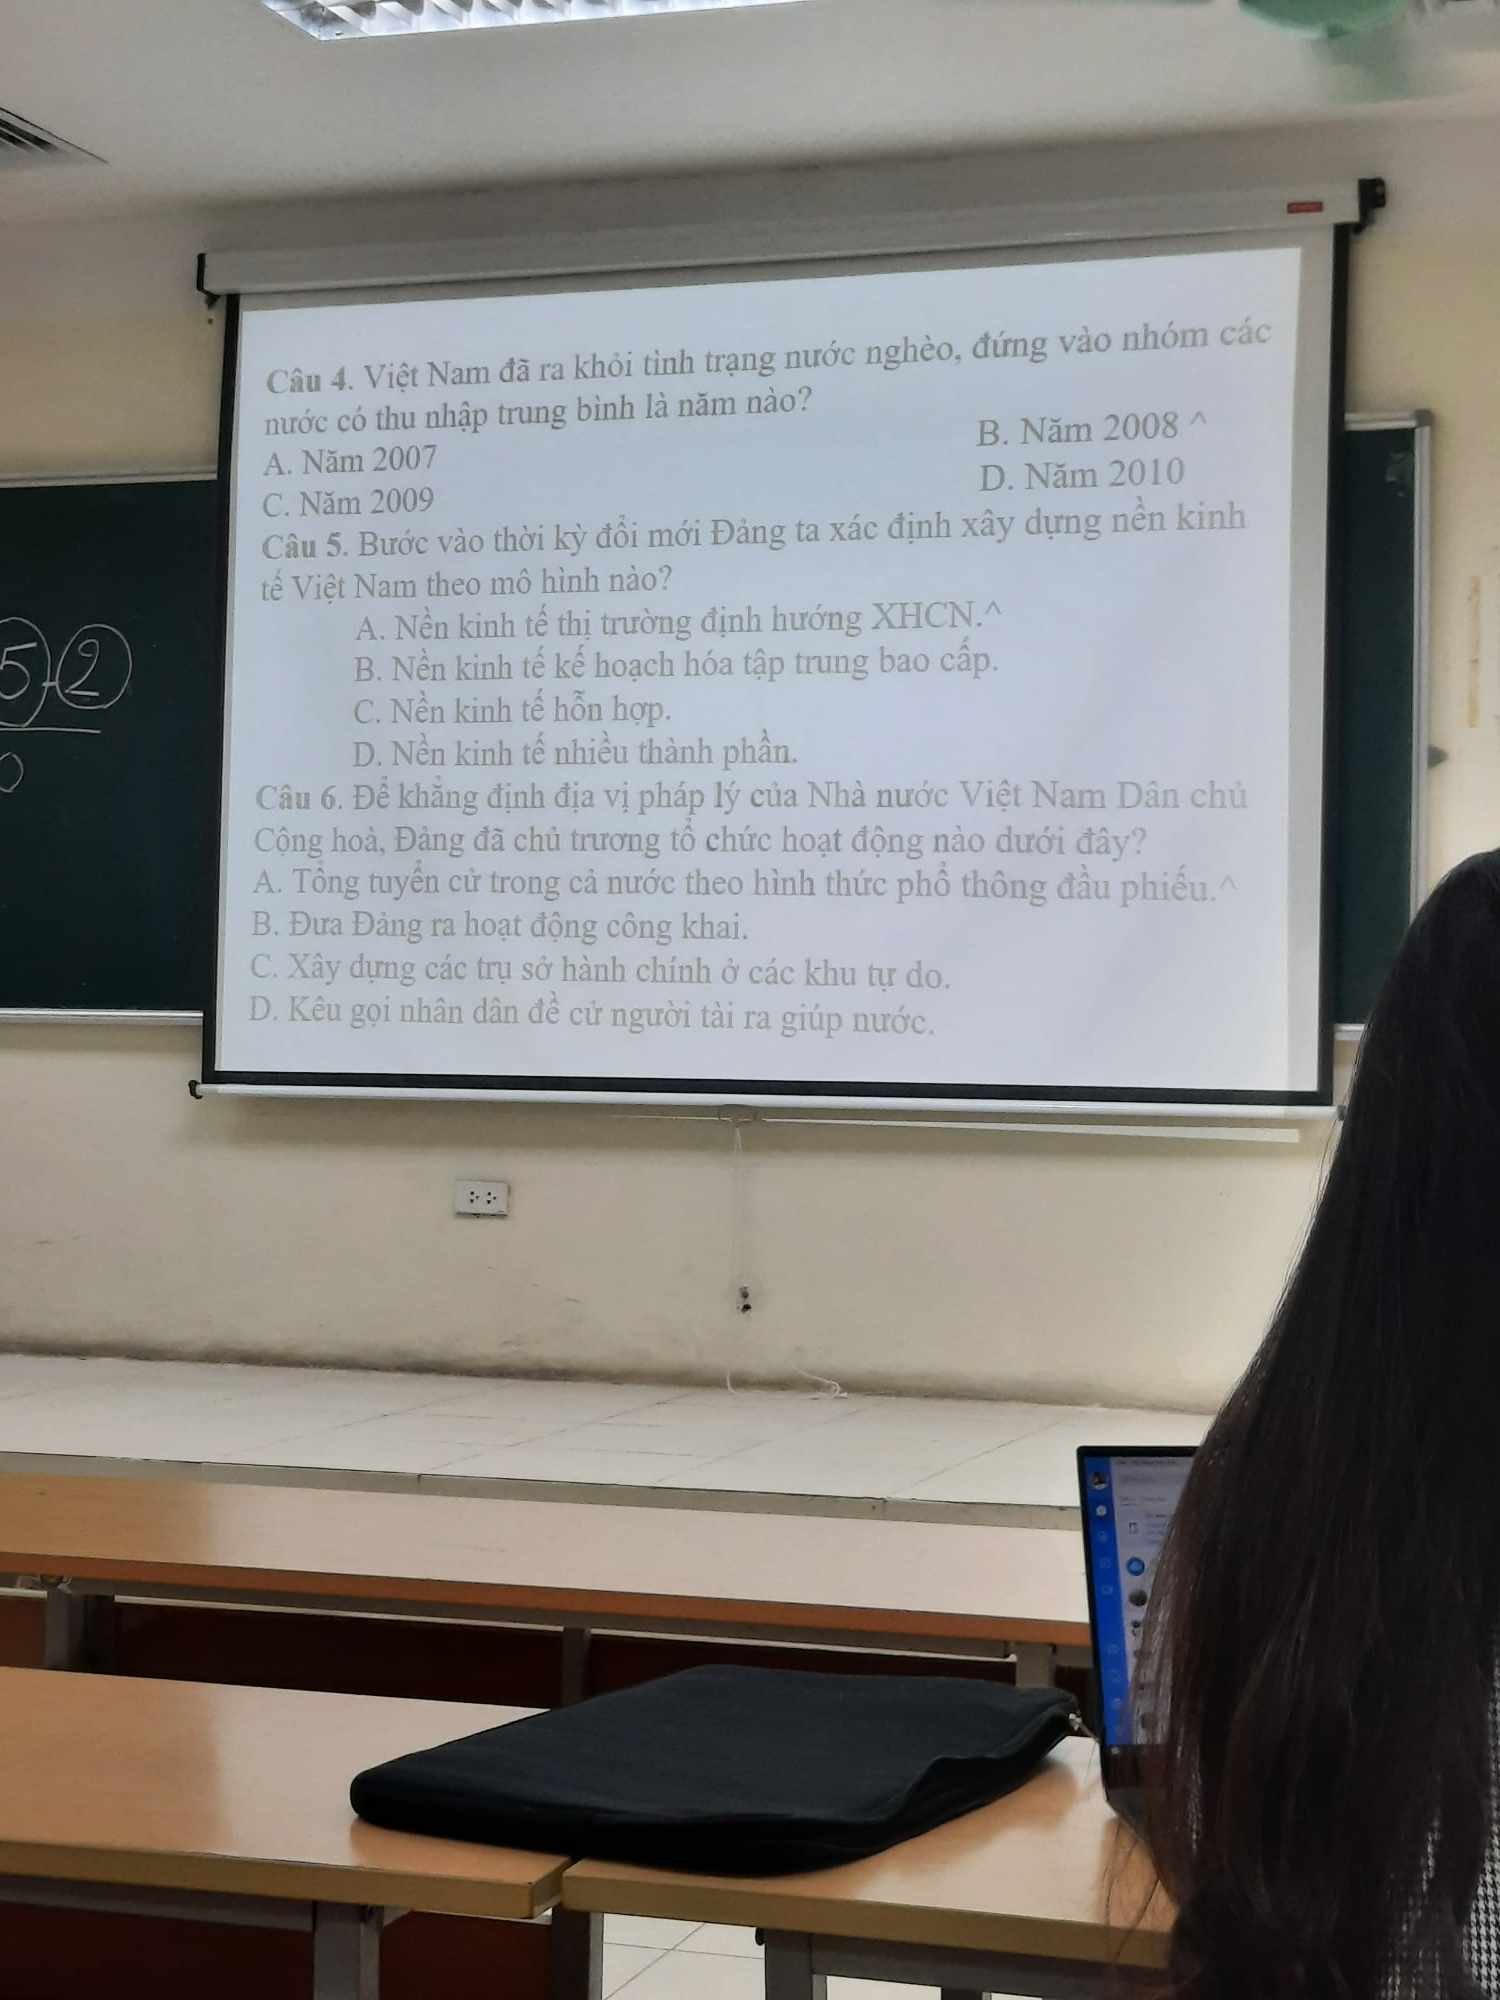 Câu 4. Việt Nam đã ra khỏi tình trạng nước nghèo, đứng vào nhóm các
nước có thu nhập trung bình là năm nào?
A. Năm 2007
B. Năm 2008 ^
C. Năm 2009
D. Năm 2010
Câu 5. Bước vào thời kỳ đổi mới Đảng ta xác định xây dựng nền kinh
tế Việt Nam theo mô hình nào?
A. Nền kinh tế thị trường định hướng XHCN.^
B. Nền kinh tế kế hoạch hóa tập trung bao cấp.
C. Nền kinh tế hỗn hợp.
D. Nền kinh tế nhiều thành phần.
Câu 6. Để khẳng định địa vị pháp lý của Nhà nước Việt Nam Dân chủ
Cộng hoà, Đảng đã chủ trương tổ chức hoạt động nào dưới đây?
A. Tổng tuyển cử trong cả nước theo hình thức phổ thông đầu phiếu.^
B. Đưa Đảng ra hoạt động công khai.
C. Xây dựng các trụ sở hành chính ở các khu tự do.
D. Kêu gọi nhân dân đề cử người tài ra giúp nước.
5 2